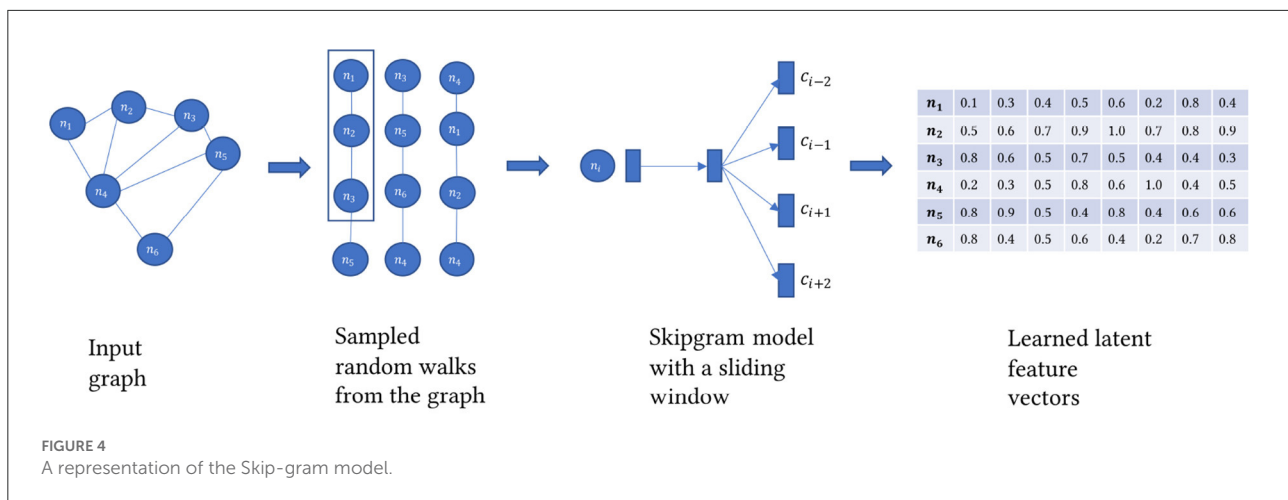 n₁
n₂
n₃
n₄
n₅
n₆
Input
graph
n₁ n₃ n₄
n₂ n₅ n₁
n₃ n₆ n₂
n₅ n₄ n₄
Sampled
random walks
from the graph
nᵢ
cᵢ₋₂
cᵢ₋₁
cᵢ₊₁
cᵢ₊₂
Skipgram model
with a sliding
window
n₁ 0.1 0.3 0.4 0.5 0.6 0.2 0.8 0.4
n₂ 0.5 0.6 0.7 0.9 1.0 0.7 0.8 0.9
n₃ 0.8 0.6 0.5 0.7 0.5 0.4 0.4 0.3
n₄ 0.2 0.3 0.5 0.8 0.6 1.0 0.4 0.5
n₅ 0.8 0.9 0.5 0.4 0.8 0.4 0.6 0.6
n₆ 0.8 0.4 0.5 0.6 0.4 0.2 0.7 0.8
Learned latent
feature
vectors
FIGURE 4
A representation of the Skip-gram model.